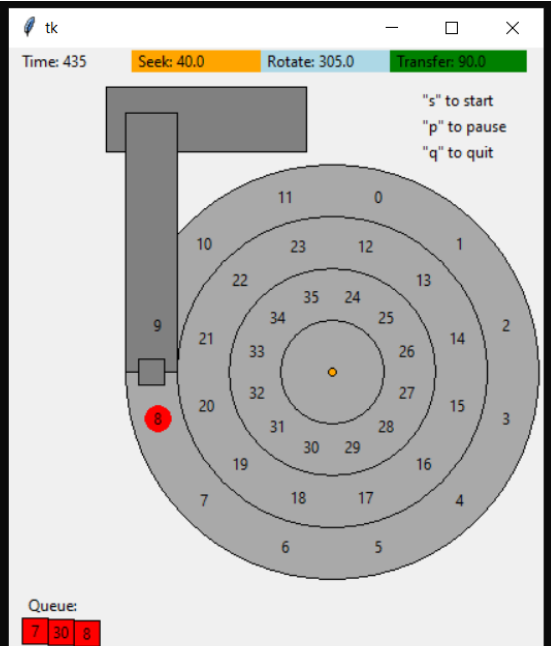 tk
Time: 435 Seek: 40.0 Rotate: 305.0 Transfer: 90.0
"s" to start
"p" to pause
"q" to quit
11 0
10 23 12 1
22 35 24 13
34 25
9 21 33 26 14 2
8 20 32 27 15 3
31 28
19 30 29 16
7 18 17 4
6 5
Queue:
7 30 8